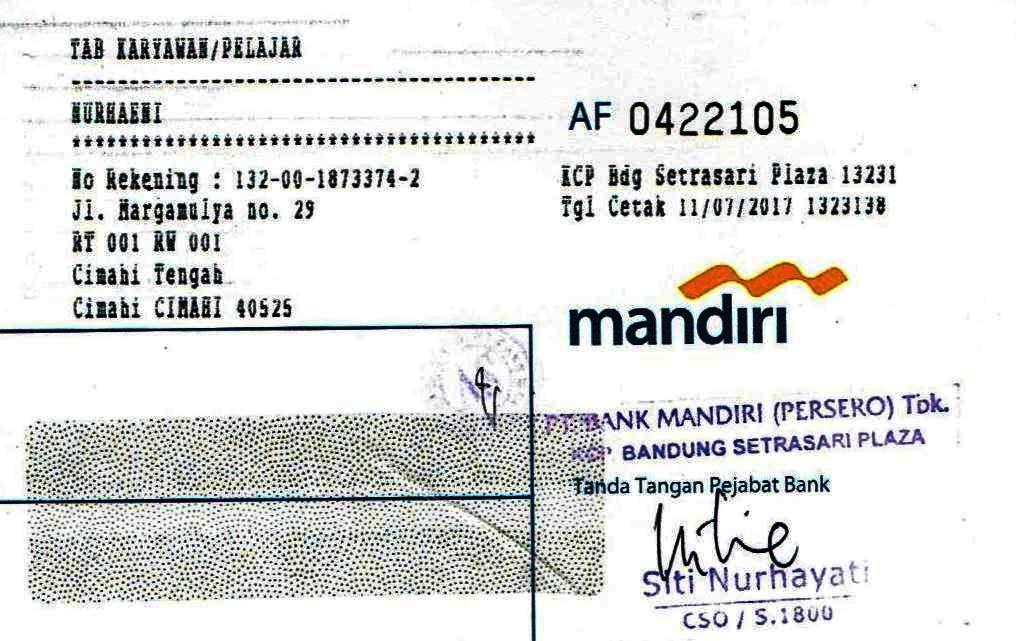 TAB KARYAWAN/PELAJAR
NURHAENI
No Rekening : 132-00-1873374-2
Jl. Margamulya no. 29
RT 001 RW 001
Cimahi Tengah
Cimahi CIMAHI 40525
AF 0422105
KCP Bdg Setrasari Plaza 13231
Tgl Cetak 11/07/2017 1323138
mandiri
PT BANK MANDIRI (PERSERO) Tbk.
KCP BANDUNG SETRASARI PLAZA
Tanda Tangan Pejabat Bank
Siti Nurhayati
CSO / S.1800